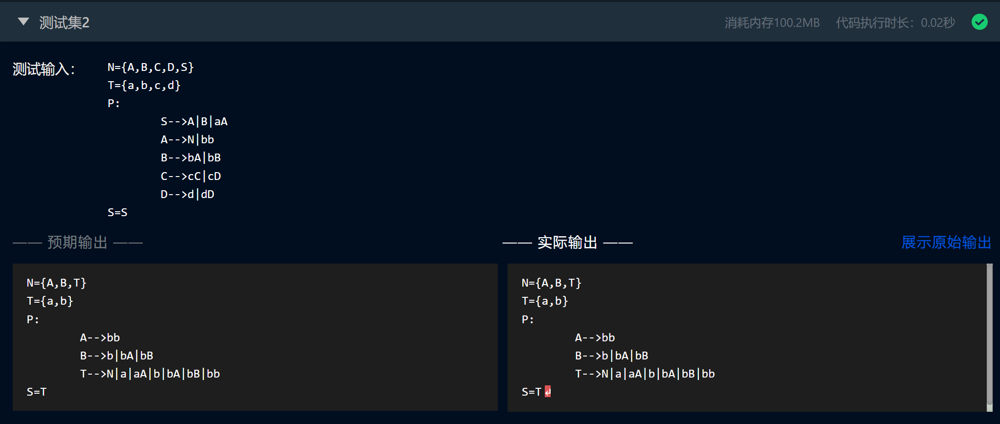 测试集2
消耗内存100.2MB 代码执行时长：0.02秒
测试输入：
N={A,B,C,D,S}
T={a,b,c,d}
P:
S-->A|B|aA
A-->N|bb
B-->bA|bB
C-->cC|cD
D-->d|dD
S=S
—— 预期输出 ——
N={A,B,T}
T={a,b}
P:
A-->bb
B-->b|bA|bB
T-->N|a|aA|b|bA|bB|bb
S=T
—— 实际输出 ——
展示原始输出
N={A,B,T}
T={a,b}
P:
A-->bb
B-->b|bA|bB
T-->N|a|aA|b|bA|bB|bb
S=T↵